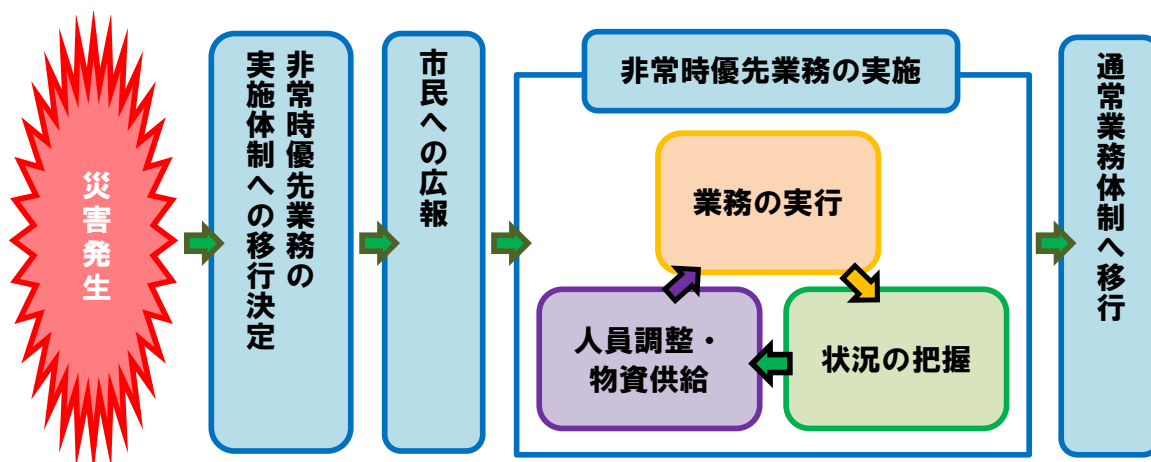 災害発生
非常時優先業務の
実施体制への移行決定
市民への広報
非常時優先業務の実施
業務の実行
人員調整・
物資供給
状況の把握
通常業務体制へ移行